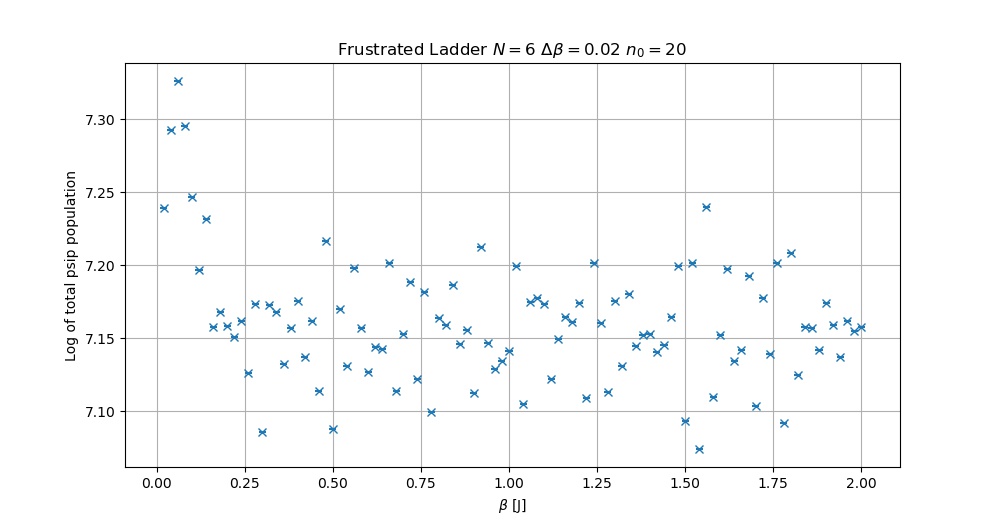 Frustrated Ladder N = 6 Δβ = 0.02 n₀ = 20
Log of total psip population
7.30
7.25
7.20
7.15
7.10
0.00 0.25 0.50 0.75 1.00 1.25 1.50 1.75 2.00
β [J]